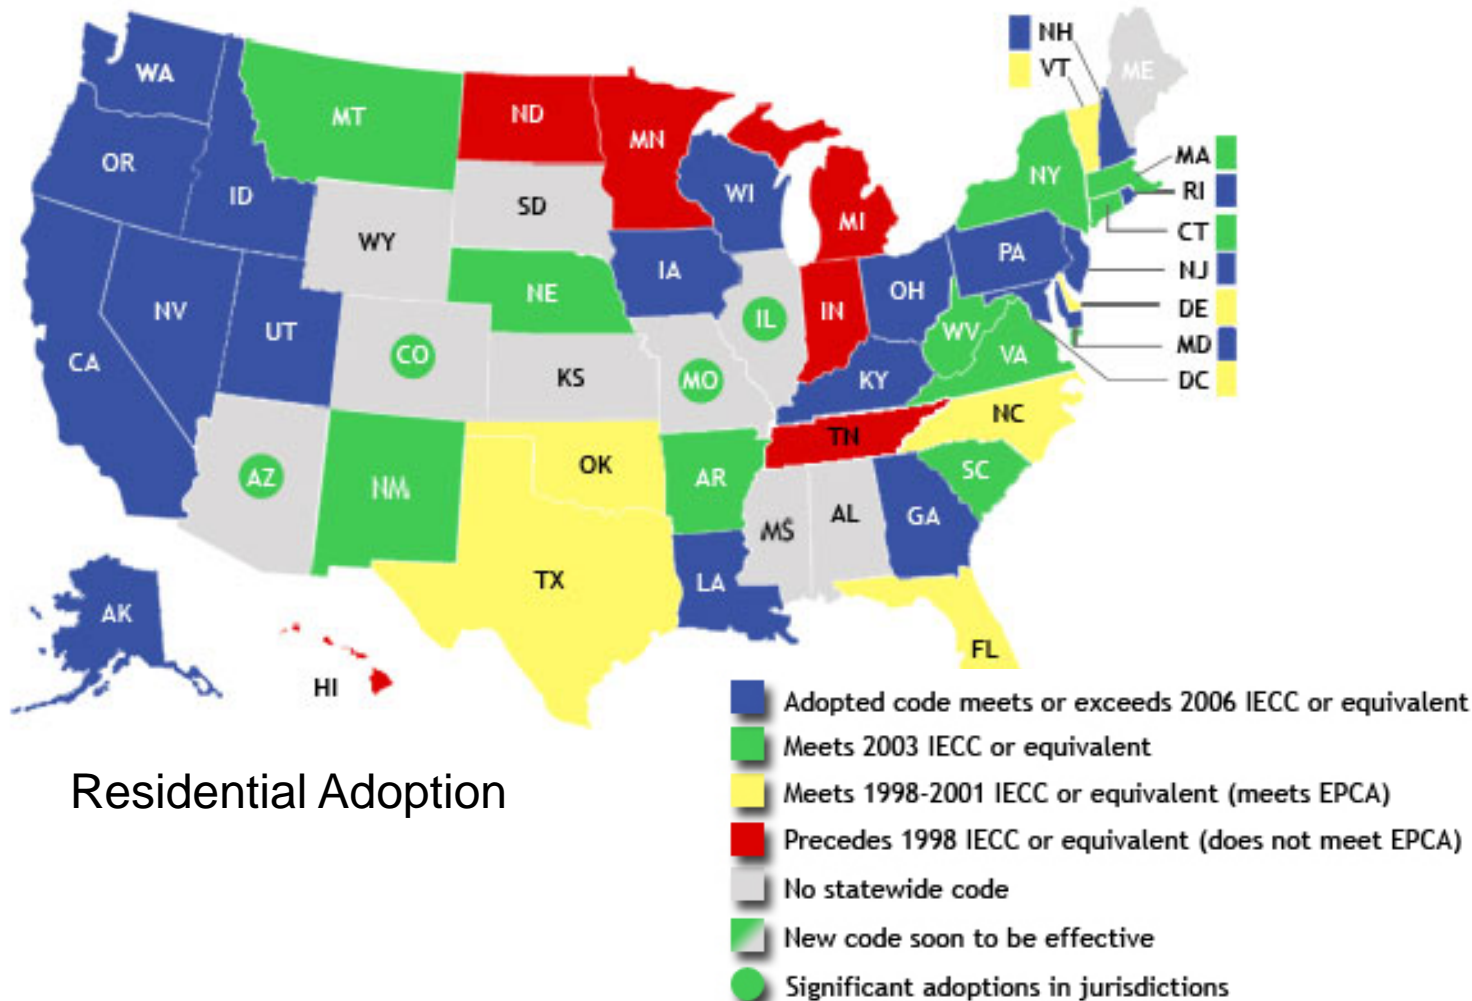 NH
WA
VT
ME
MT
ND
MN
OR
MA
NY
ID
WI
RI
SD
MI
WY
CT
PA
IA
NJ
OH
NE
DE
NV
IL
IN
UT
WV
MD
CO
VA
CA
KS
KY
DC
MO
NC
TN
OK
SC
AZ
AR
NM
AL
GA
MS
TX
LA
AK
FL
HI
Adopted code meets or exceeds 2006 IECC or equivalent
Meets 2003 IECC or equivalent
Residential Adoption
Meets 1998-2001 IECC or equivalent (meets EPCA)
Precedes 1998 IECC or equivalent (does not meet EPCA)
No statewide code
New code soon to be effective
Significant adoptions in jurisdictions